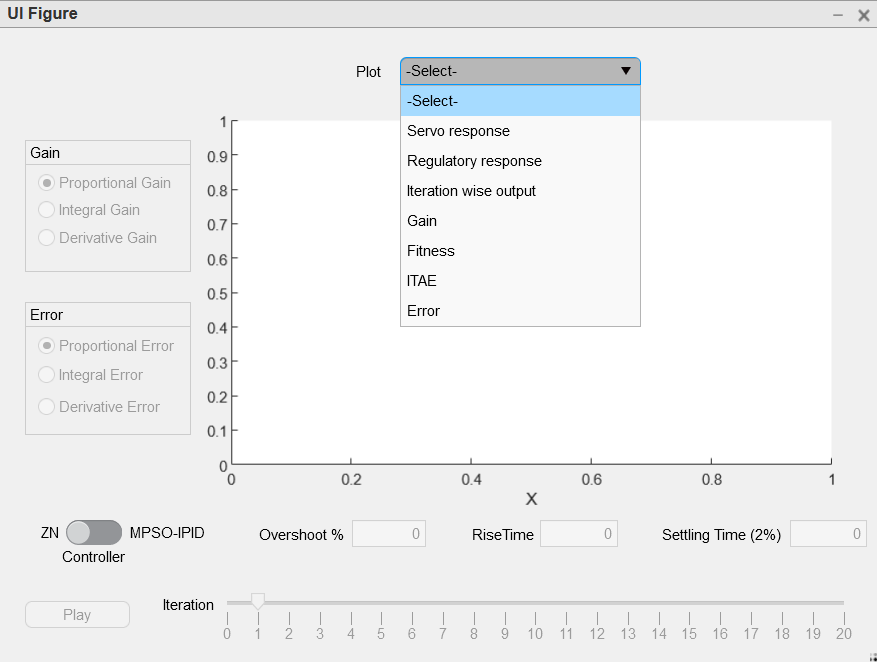 UI Figure
Plot
-Select-
-Select-
Servo response
Regulatory response
Iteration wise output
Gain
Fitness
ITAE
Error
Gain
Proportional Gain
Integral Gain
Derivative Gain
Error
Proportional Error
Integral Error
Derivative Error
1
0.9
0.8
0.7
0.6
0.5
0.4
0.3
0.2
0.1
0
0 0.2 0.4 0.6 0.8 1
X
ZN MPSO-IPID
Controller
Overshoot % 0
RiseTime 0
Settling Time (2%) 0
Play
Iteration
0 1 2 3 4 5 6 7 8 9 10 11 12 13 14 15 16 17 18 19 20